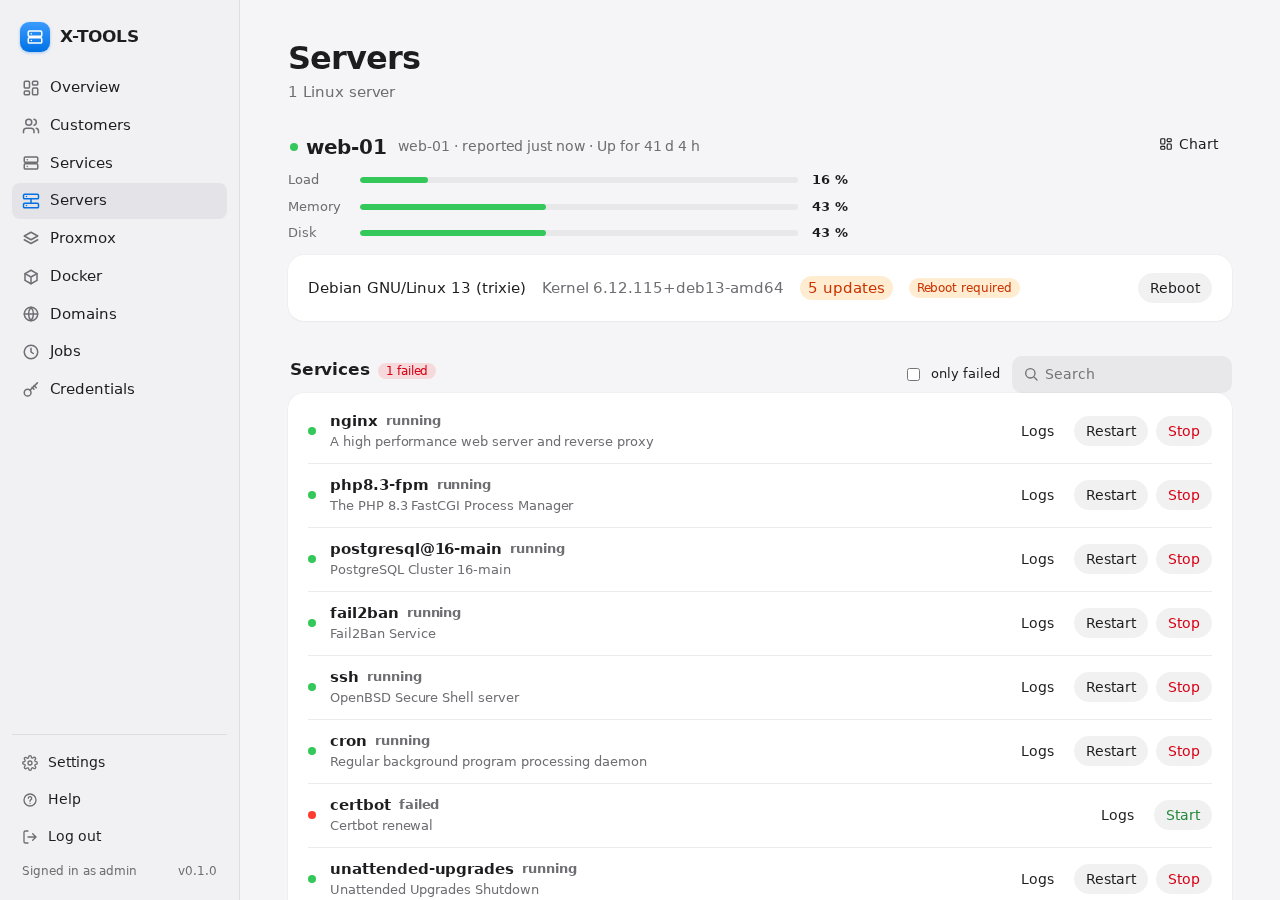 X-TOOLS
Overview
Customers
Services
Servers
Proxmox
Docker
Domains
Jobs
Credentials
Settings
Help
Log out
Signed in as admin v0.1.0
Servers
1 Linux server
web-01 web-01 · reported just now · Up for 41 d 4 h Chart
Load 16 %
Memory 43 %
Disk 43 %
Debian GNU/Linux 13 (trixie) Kernel 6.12.115+deb13-amd64 5 updates Reboot required Reboot
Services 1 failed only failed Search
nginx running
A high performance web server and reverse proxy
Logs Restart Stop
php8.3-fpm running
The PHP 8.3 FastCGI Process Manager
Logs Restart Stop
postgresql@16-main running
PostgreSQL Cluster 16-main
Logs Restart Stop
fail2ban running
Fail2Ban Service
Logs Restart Stop
ssh running
OpenBSD Secure Shell server
Logs Restart Stop
cron running
Regular background program processing daemon
Logs Restart Stop
certbot failed
Certbot renewal
Logs Start
unattended-upgrades running
Unattended Upgrades Shutdown
Logs Restart Stop